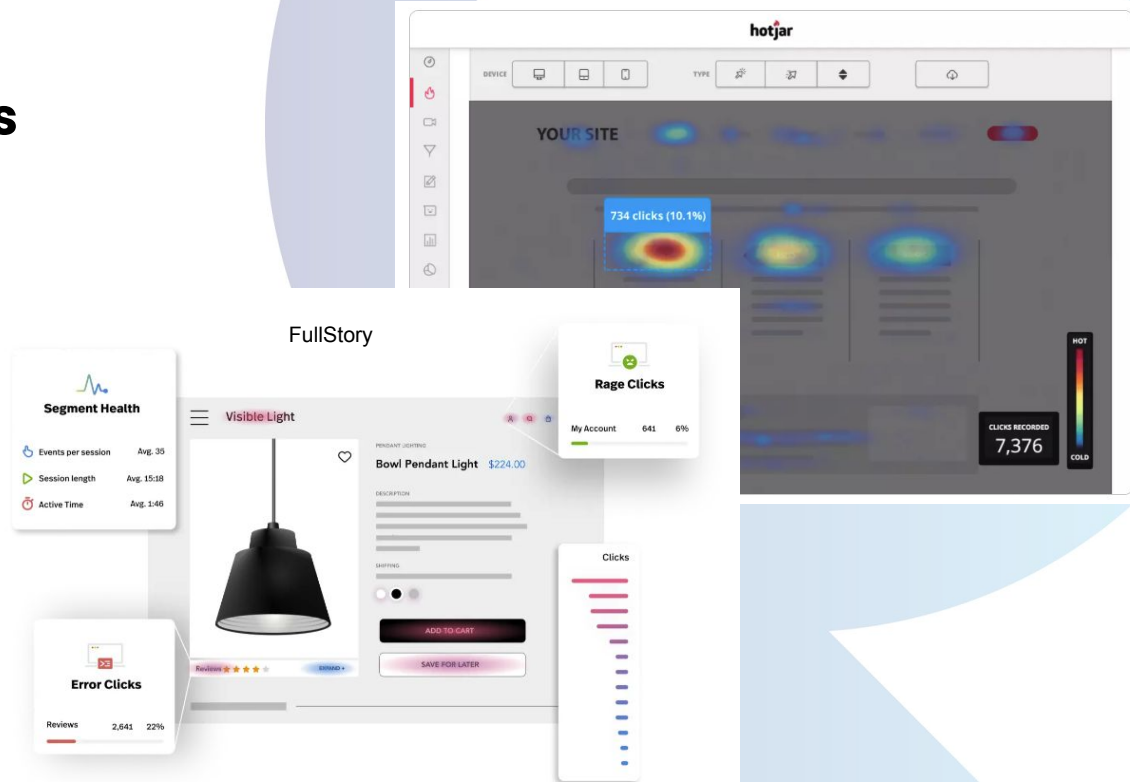 s
hotjar
DEVICE
TYPE
YOUR SITE
734 clicks (10.1%)
HOT
COLD
CLICKS RECORDED
7,376
FullStory
Segment Health
Events per session Avg. 35
Session length Avg. 15:18
Active Time Avg. 1:46
Visible Light
PENDANT LIGHTING
Bowl Pendant Light $224.00
DESCRIPTION
SHIPPING
ADD TO CART
SAVE FOR LATER
Reviews
EXPAND +
Rage Clicks
My Account 641 6%
Error Clicks
Reviews 2,641 22%
Clicks